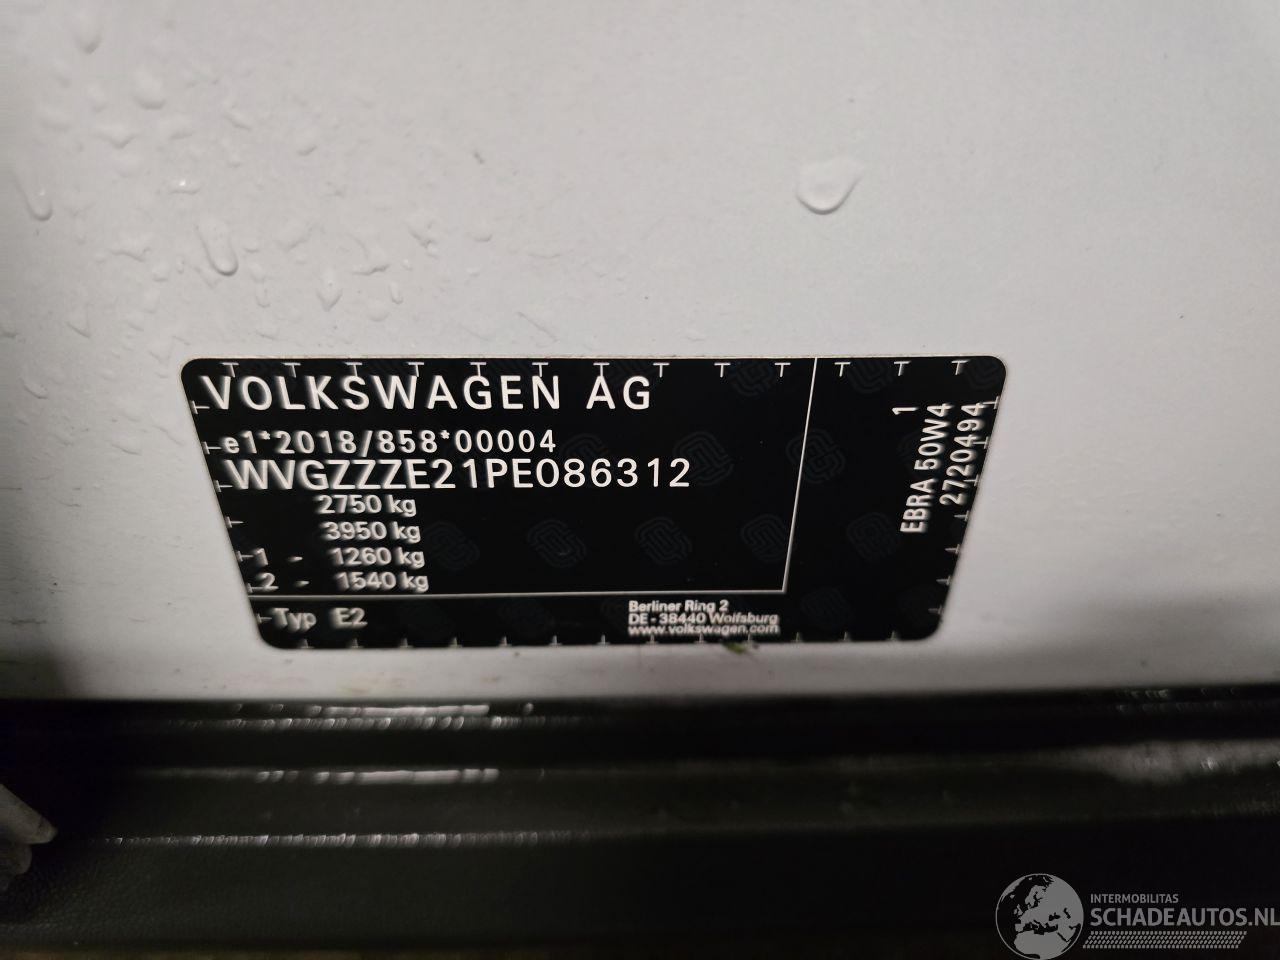 VOLKSWAGEN AG
e1*2018/858*00004
WVGZZZE21PE086312
2750 kg
3950 kg
1 - 1260 kg
2 - 1540 kg
Typ E2
Berliner Ring 2
DE - 38440 Wolfsburg
www.volkswagen.com
1
EBRA 50W4
2720494
INTERMOBILITAS
SCHADEAUTOS.NL